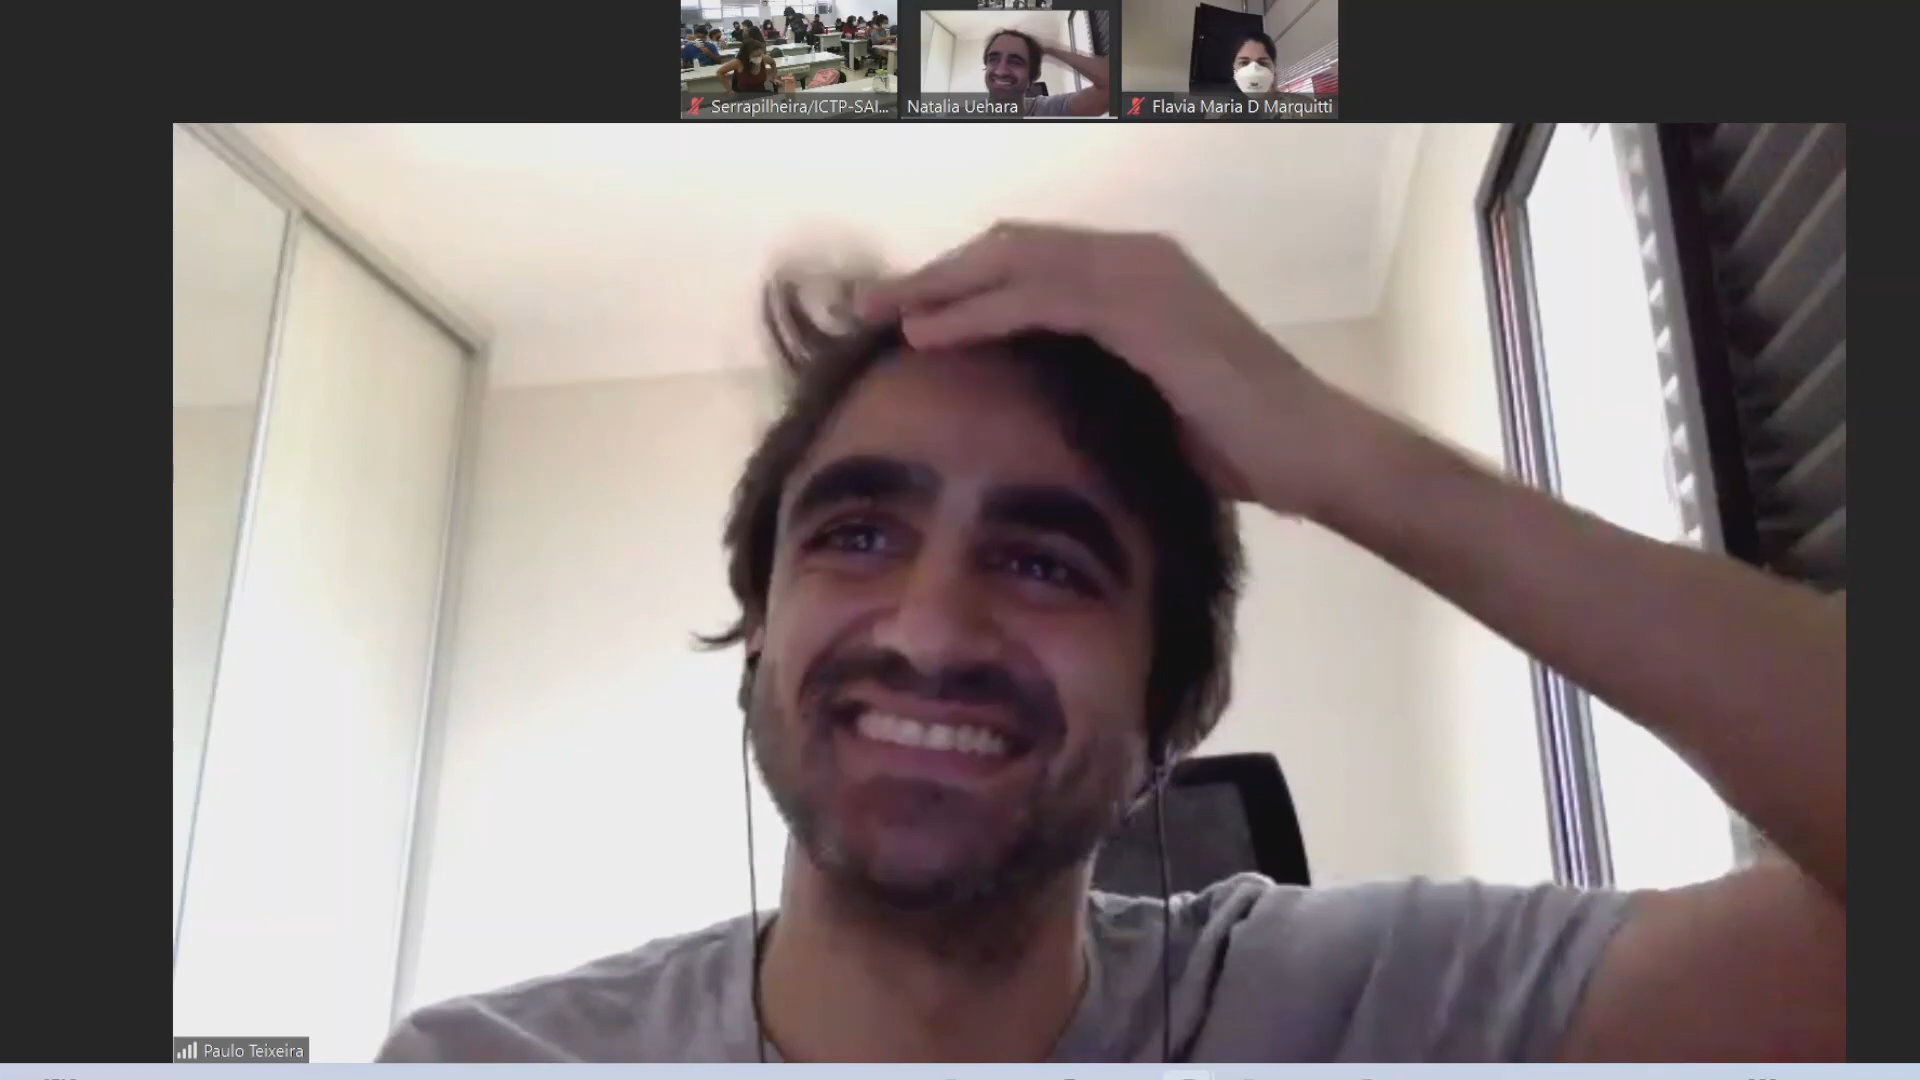 Serrapilheira/ICTP-SAI...
Natalia Uehara
Flavia Maria D Marquitti
Paulo Teixeira